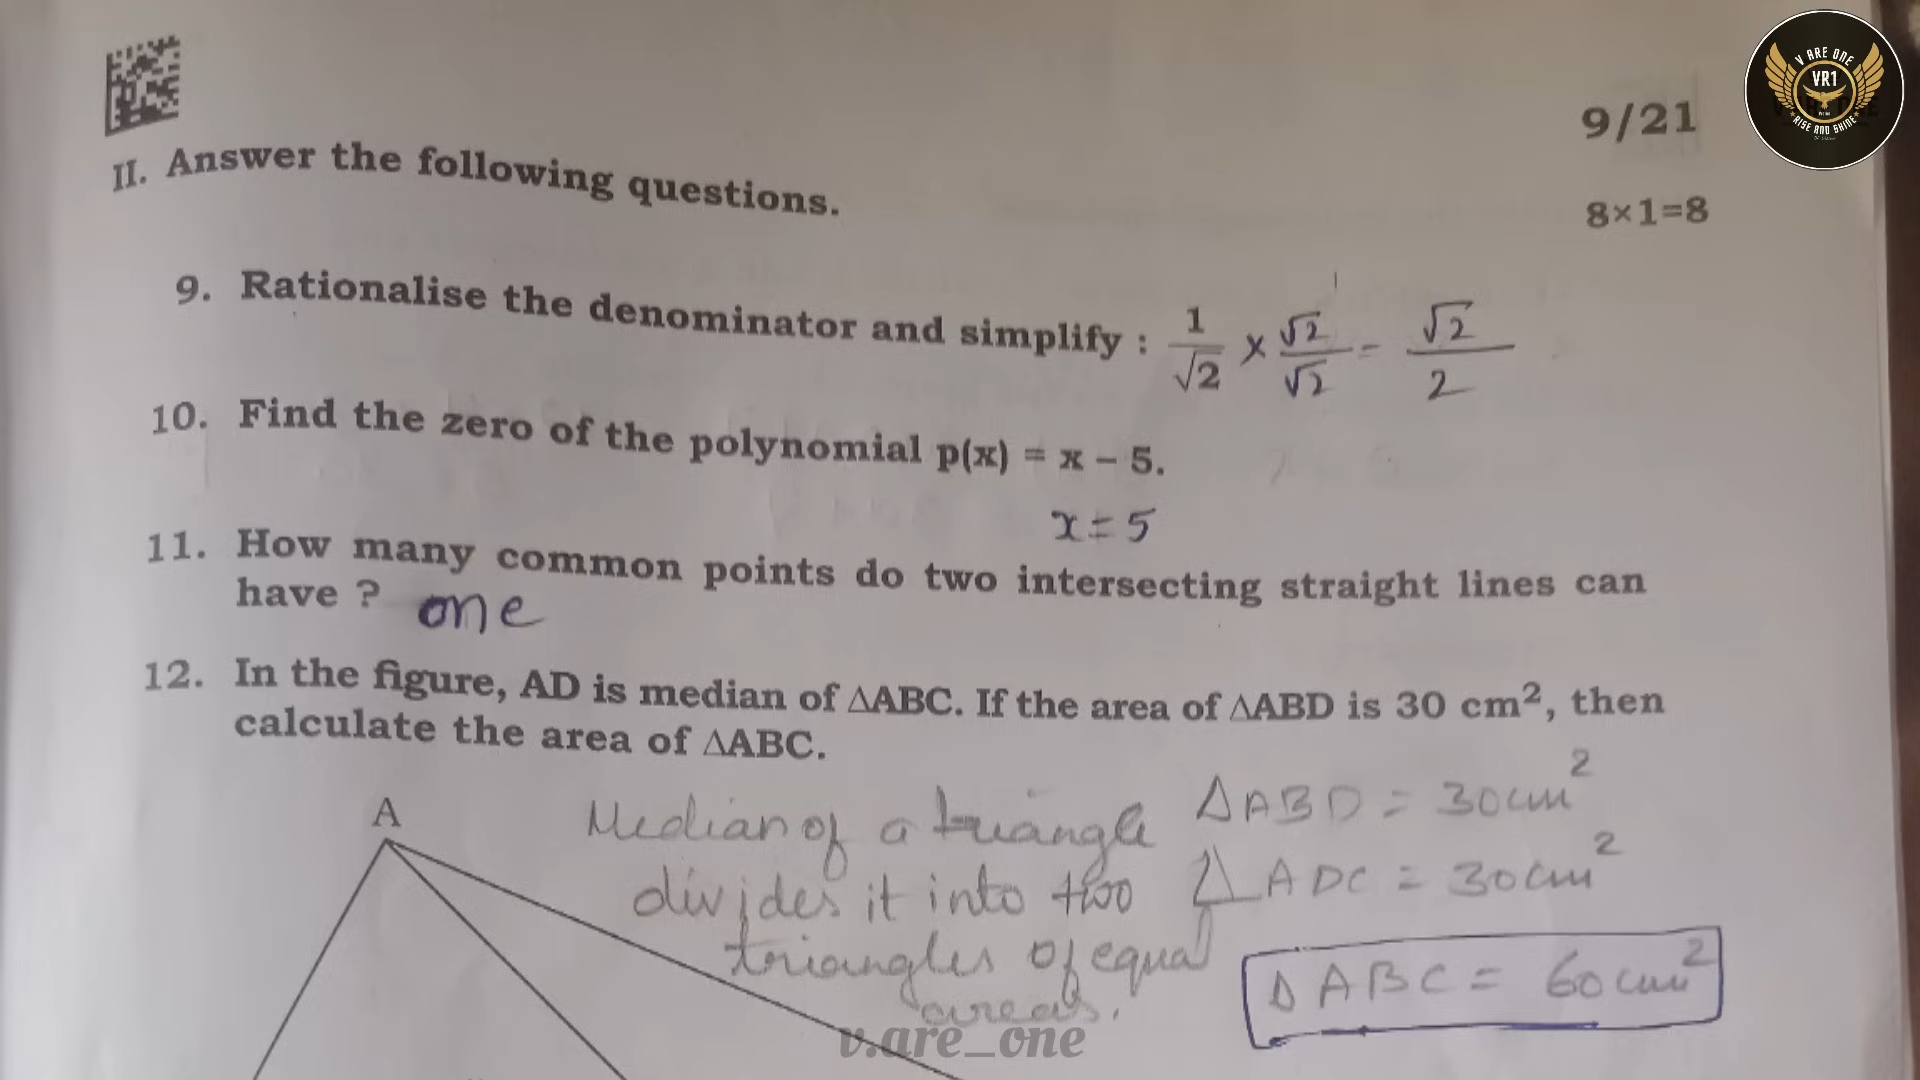 V ARE ONE
VR1
RISE AND SHINE
9/21
II. Answer the following questions.
8×1=8
9. Rationalise the denominator and simplify : 1/√2 × √2/√2 = √2/2
10. Find the zero of the polynomial p(x) = x – 5.
x = 5
11. How many common points do two intersecting straight lines can
have ? one
12. In the figure, AD is median of ΔABC. If the area of ΔABD is 30 cm², then
calculate the area of ΔABC.
A
Median of a triangle
divides it into two
triangles of equal
areas.
ΔABD = 30cm²
ΔADC = 30cm²
ΔABC = 60cm²
v.are_one